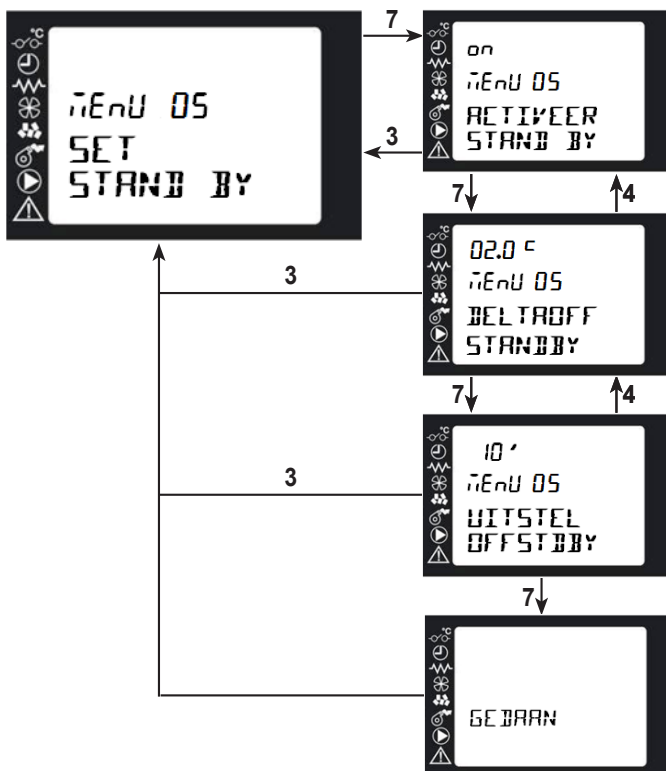 °C
MENU 05
SET
STAND BY
7
3
°C
on
MENU 05
ACTIVEER
STAND BY
7
4
3
°C
02.0 c
MENU 05
DELTAOFF
STANDBY
7
4
3
°C
10'
MENU 05
UITSTEL
OFFSTDBY
7
°C
GEDAAN